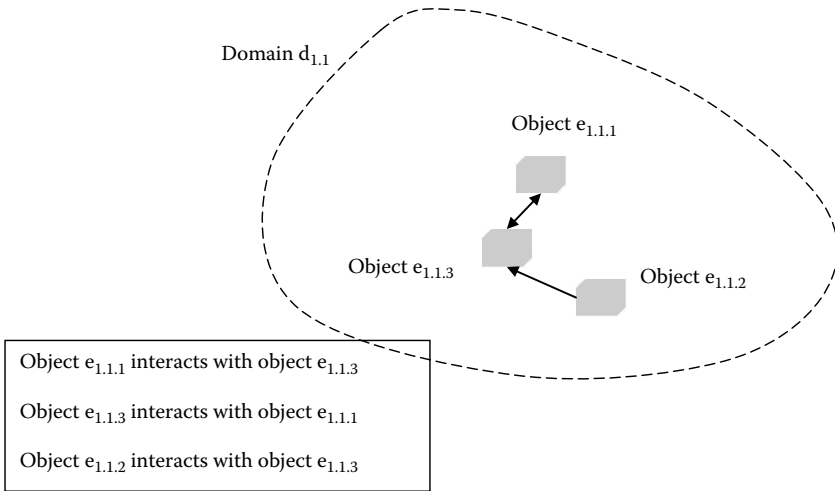 Domain d1.1
Object e1.1.1
Object e1.1.3
Object e1.1.2
Object e1.1.1 interacts with object e1.1.3
Object e1.1.3 interacts with object e1.1.1
Object e1.1.2 interacts with object e1.1.3